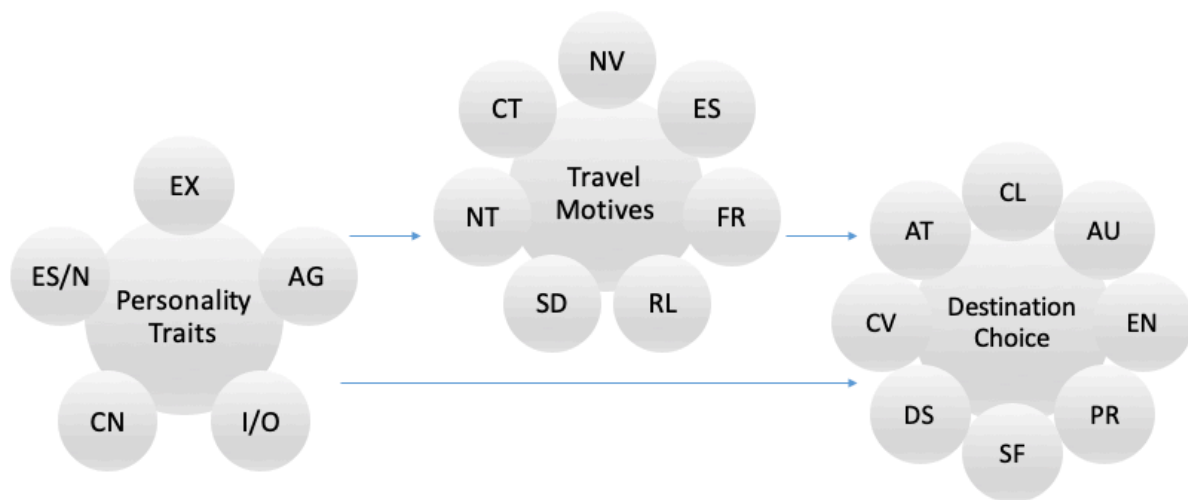 EX
ES/N
AG
Personality
Traits
CN
I/O
NV
CT
ES
Travel
Motives
NT
FR
SD
RL
CL
AT
AU
CV
Destination
Choice
EN
DS
PR
SF